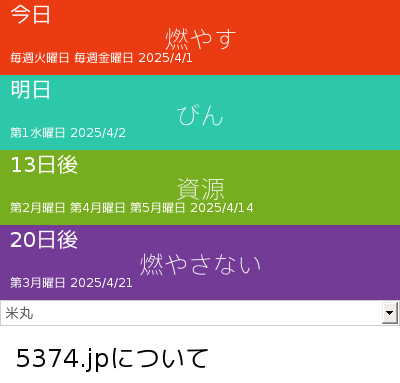 今日
燃やす
毎週火曜日 毎週金曜日 2025/4/1
明日
びん
第1水曜日 2025/4/2
13日後
資源
第2月曜日 第4月曜日 第5月曜日 2025/4/14
20日後
燃やさない
第3月曜日 2025/4/21
米丸
5374.jpについて